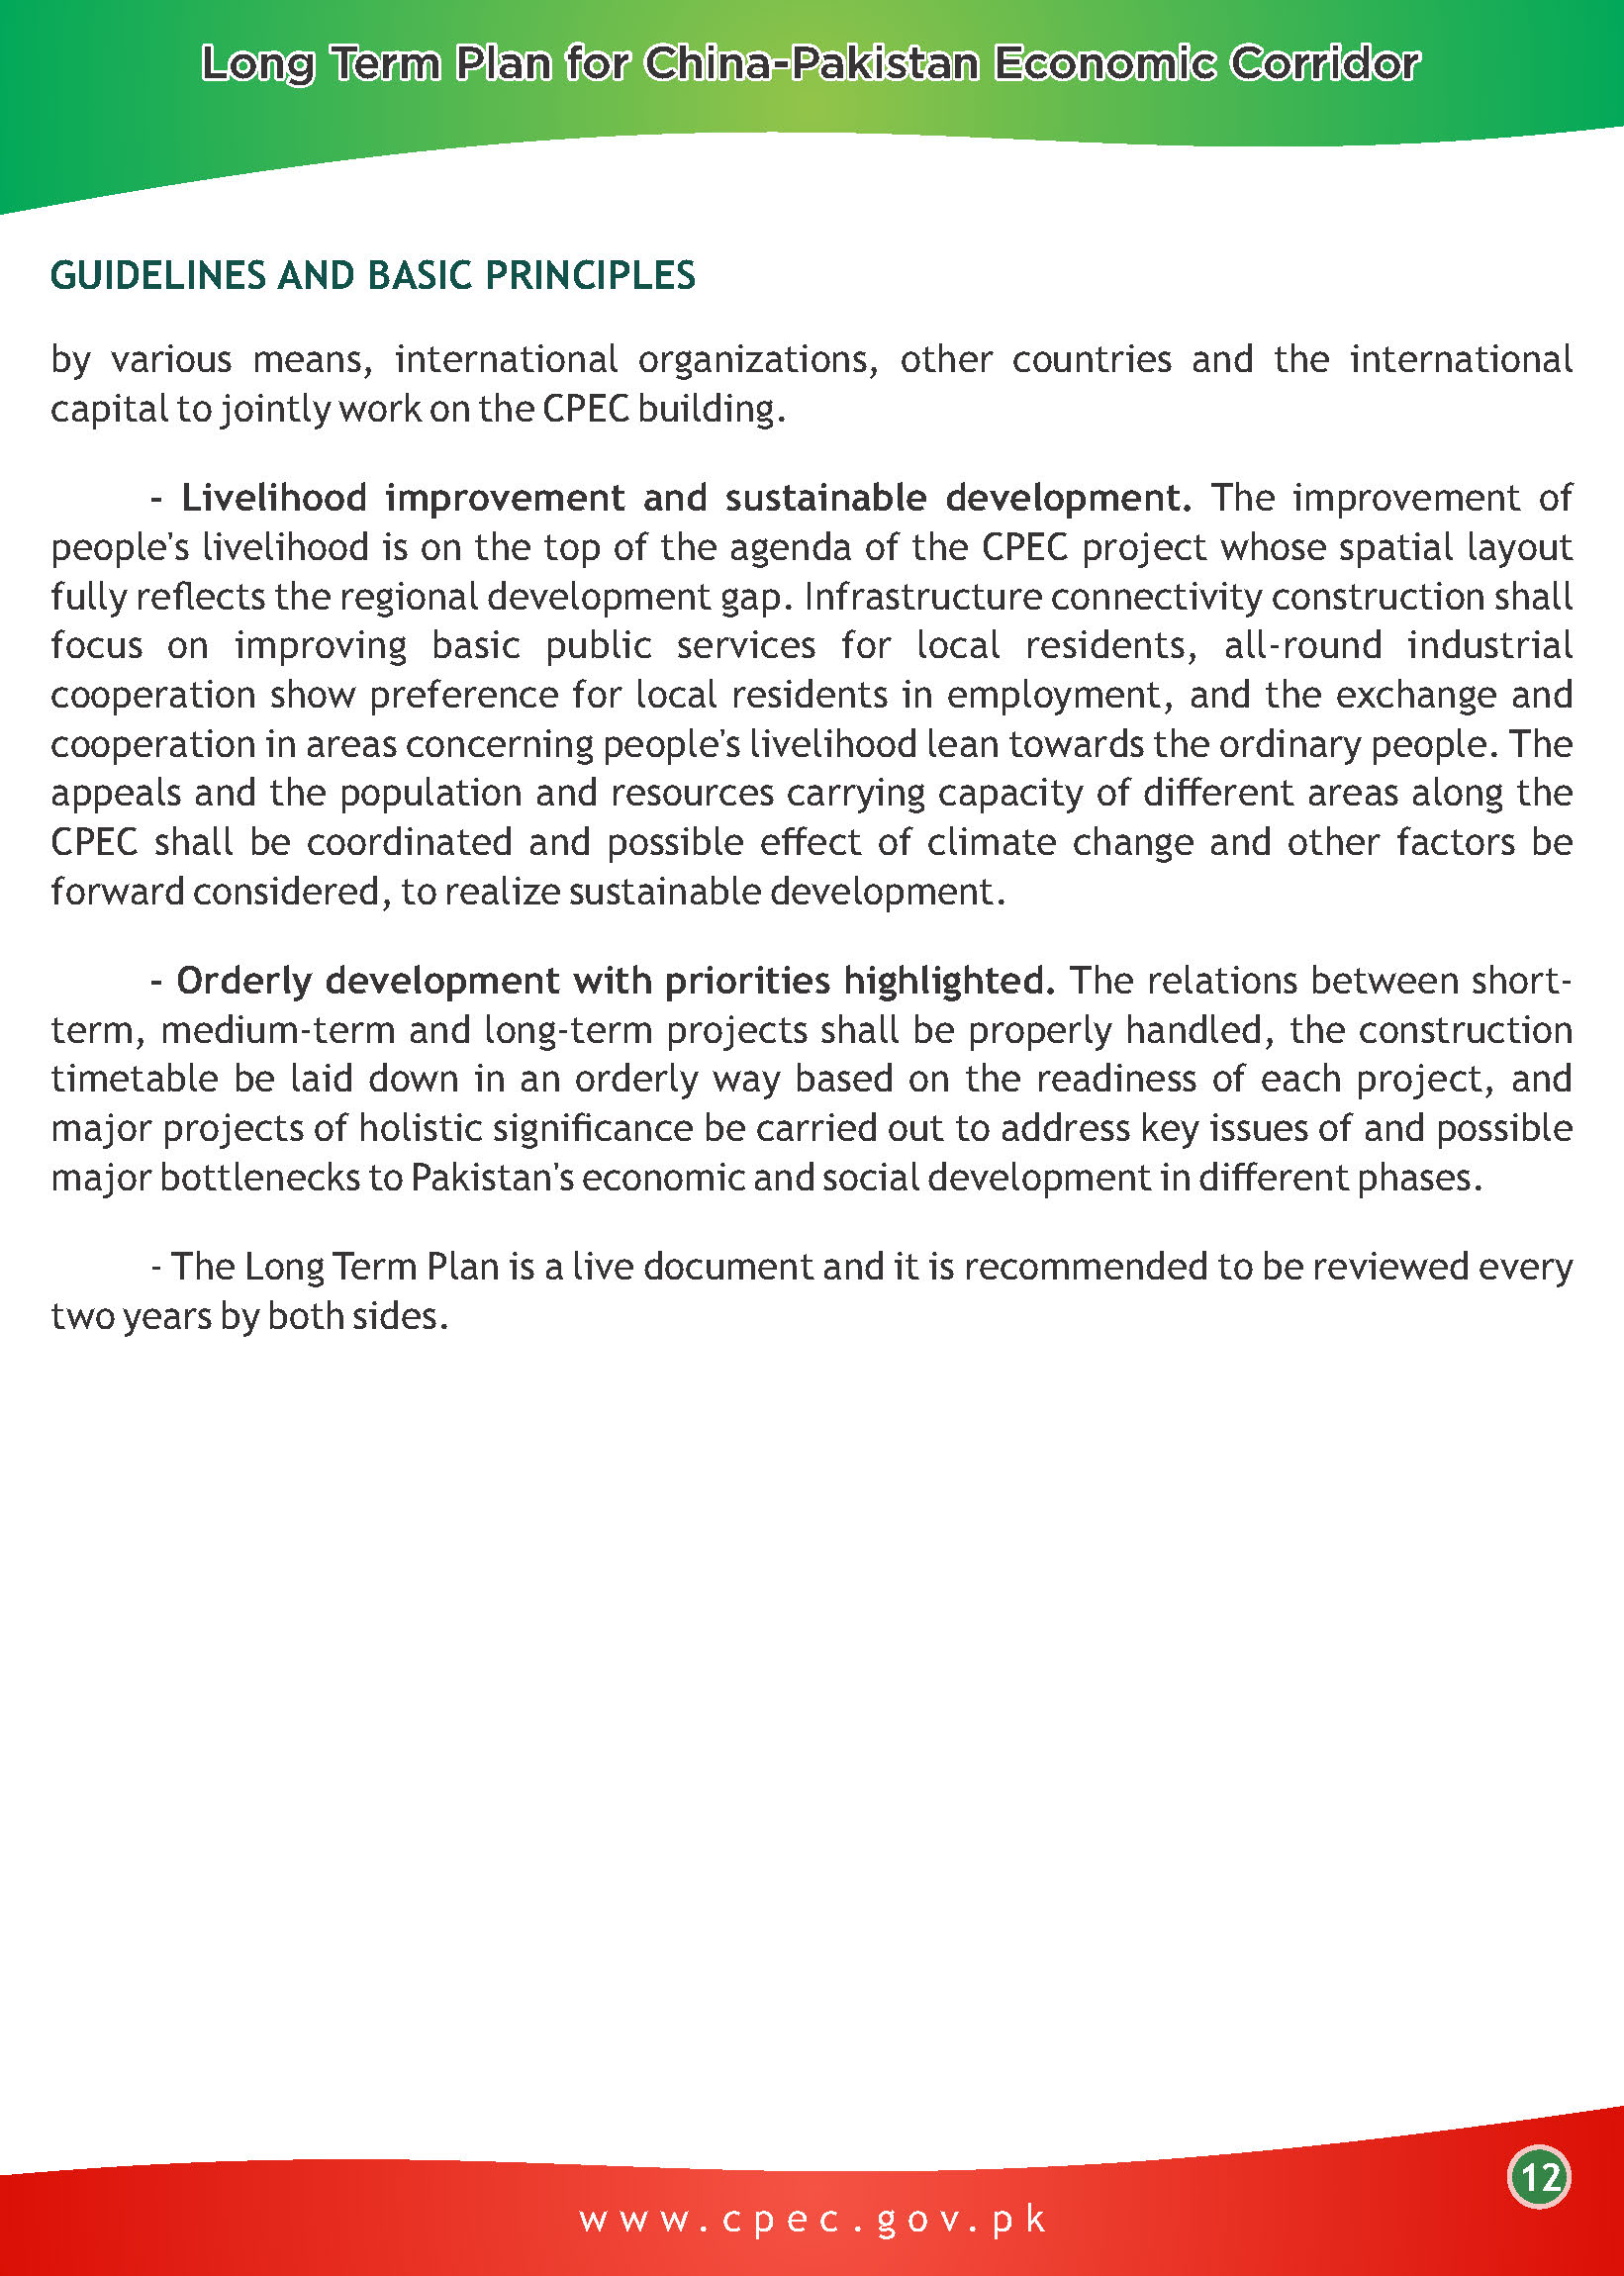 Long Term Plan for China-Pakistan Economic Corridor
GUIDELINES AND BASIC PRINCIPLES
by various means, international organizations, other countries and the international
capital to jointly work on the CPEC building.
- Livelihood improvement and sustainable development. The improvement of
people's livelihood is on the top of the agenda of the CPEC project whose spatial layout
fully reflects the regional development gap. Infrastructure connectivity construction shall
focus on improving basic public services for local residents, all-round industrial
cooperation show preference for local residents in employment, and the exchange and
cooperation in areas concerning people's livelihood lean towards the ordinary people. The
appeals and the population and resources carrying capacity of different areas along the
CPEC shall be coordinated and possible effect of climate change and other factors be
forward considered, to realize sustainable development.
- Orderly development with priorities highlighted. The relations between short-
term, medium-term and long-term projects shall be properly handled, the construction
timetable be laid down in an orderly way based on the readiness of each project, and
major projects of holistic significance be carried out to address key issues of and possible
major bottlenecks to Pakistan's economic and social development in different phases.
- The Long Term Plan is a live document and it is recommended to be reviewed every
two years by both sides.
12
www.cpec.gov.pk